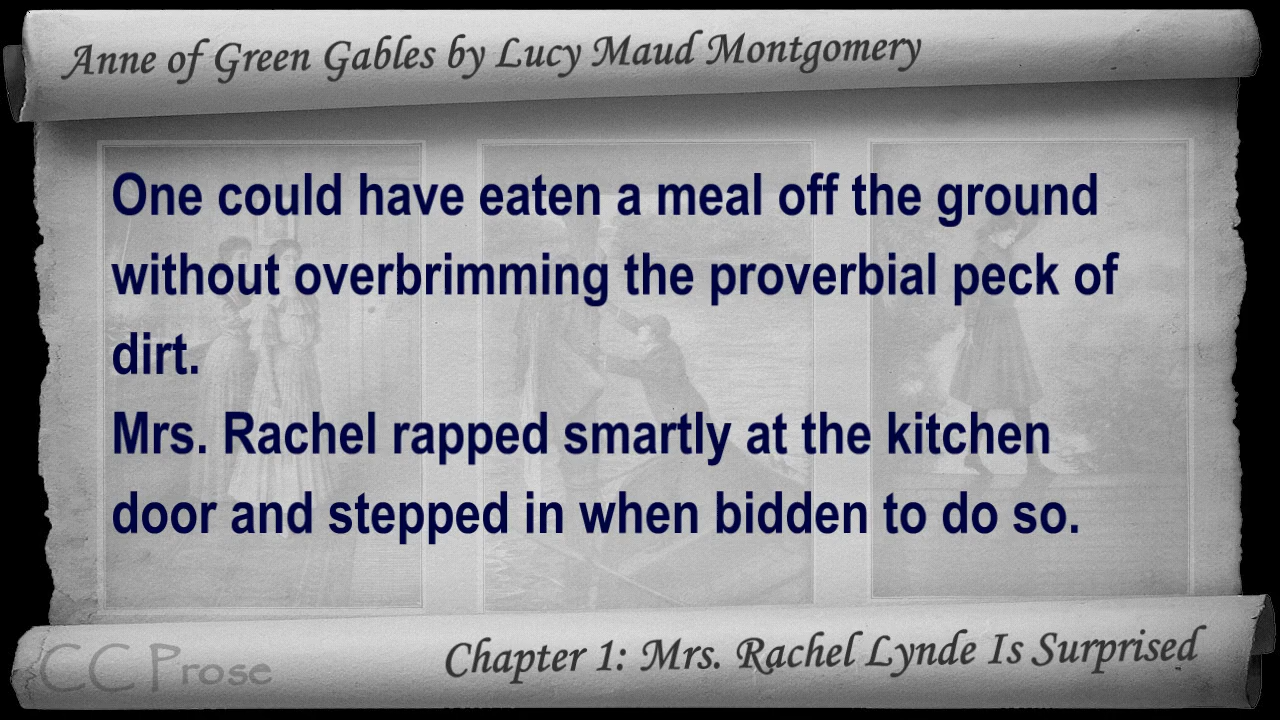 Anne of Green Gables by Lucy Maud Montgomery
One could have eaten a meal off the ground
without overbrimming the proverbial peck of
dirt.
Mrs. Rachel rapped smartly at the kitchen
door and stepped in when bidden to do so.
CC Prose
Chapter 1: Mrs. Rachel Lynde Is Surprised